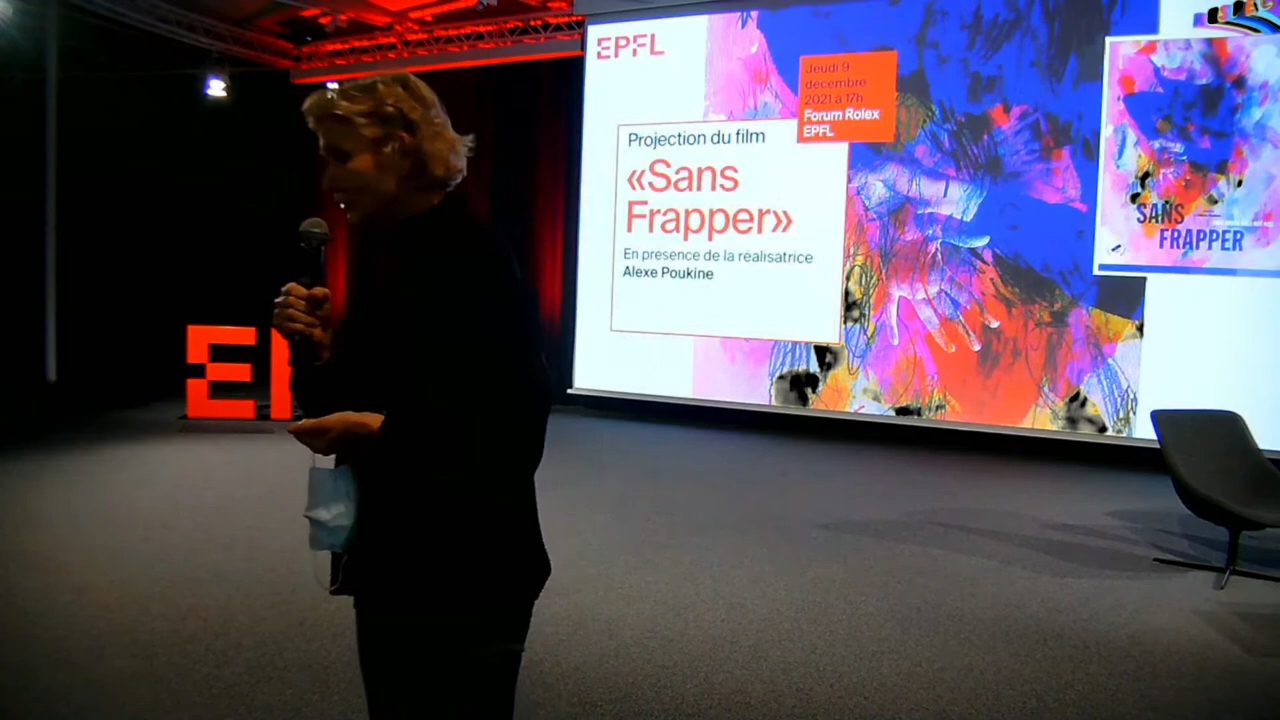 EPFL
Jeudi 9
décembre
2021 à 17h
Forum Rolex
EPFL
Projection du film
«Sans
Frapper»
En présence de la réalisatrice
Alexe Poukine
SANS
FRAPPER
E